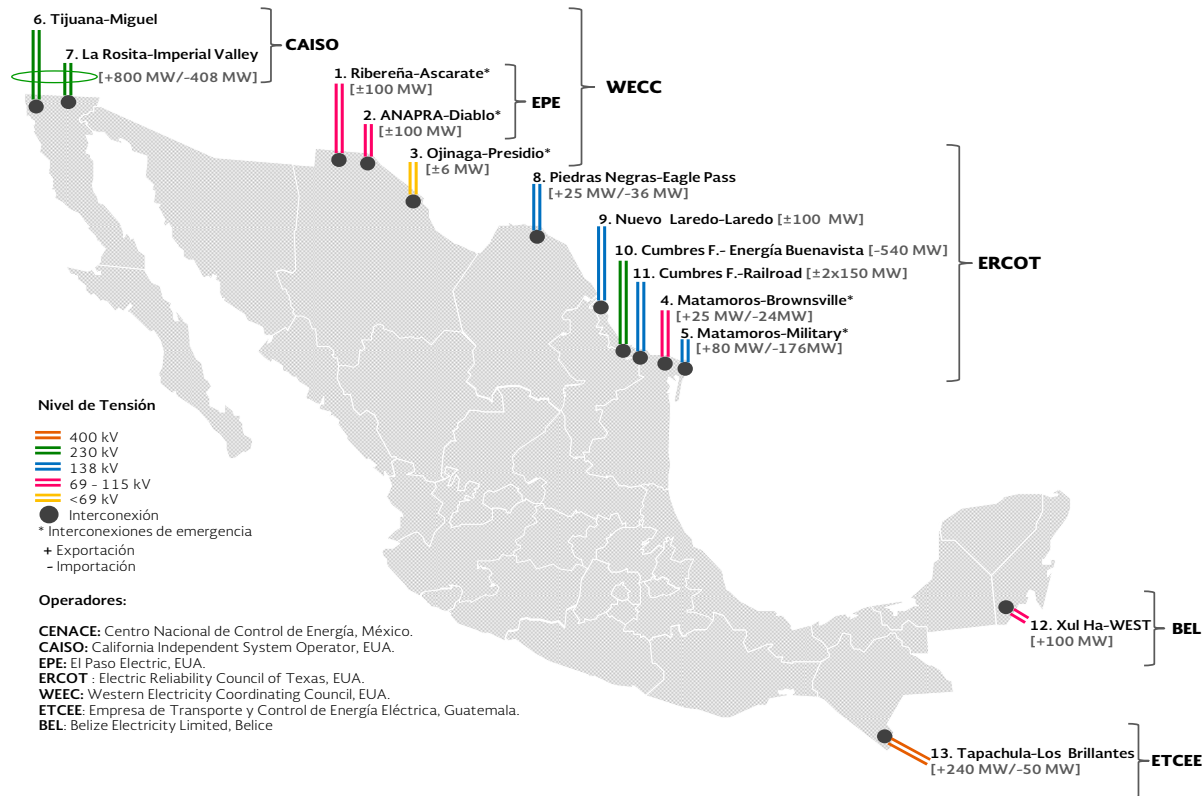 6. Tijuana-Miguel
7. La Rosita-Imperial Valley
[+800 MW/-408 MW]
CAISO
1. Ribereña-Ascarate*
[±100 MW]
2. ANAPRA-Diablo*
[±100 MW]
EPE
3. Ojinaga-Presidio*
[±6 MW]
WECC
8. Piedras Negras-Eagle Pass
[+25 MW/-36 MW]
9. Nuevo Laredo-Laredo [±100 MW]
10. Cumbres F.- Energía Buenavista [-540 MW]
11. Cumbres F.-Railroad [±2x150 MW]
4. Matamoros-Brownsville*
[+25 MW/-24MW]
5. Matamoros-Military*
[+80 MW/-176MW]
ERCOT
Nivel de Tensión
400 kV
230 kV
138 kV
69 - 115 kV
<69 kV
Interconexión
* Interconexiones de emergencia
+ Exportación
- Importación
Operadores:
CENACE: Centro Nacional de Control de Energía, México.
CAISO: California Independent System Operator, EUA.
EPE: El Paso Electric, EUA.
ERCOT : Electric Reliability Council of Texas, EUA.
WEEC: Western Electricity Coordinating Council, EUA.
ETCEE: Empresa de Transporte y Control de Energía Eléctrica, Guatemala.
BEL: Belize Electricity Limited, Belice
12. Xul Ha-WEST
[+100 MW]
BEL
13. Tapachula-Los Brillantes
[+240 MW/-50 MW]
ETCEE